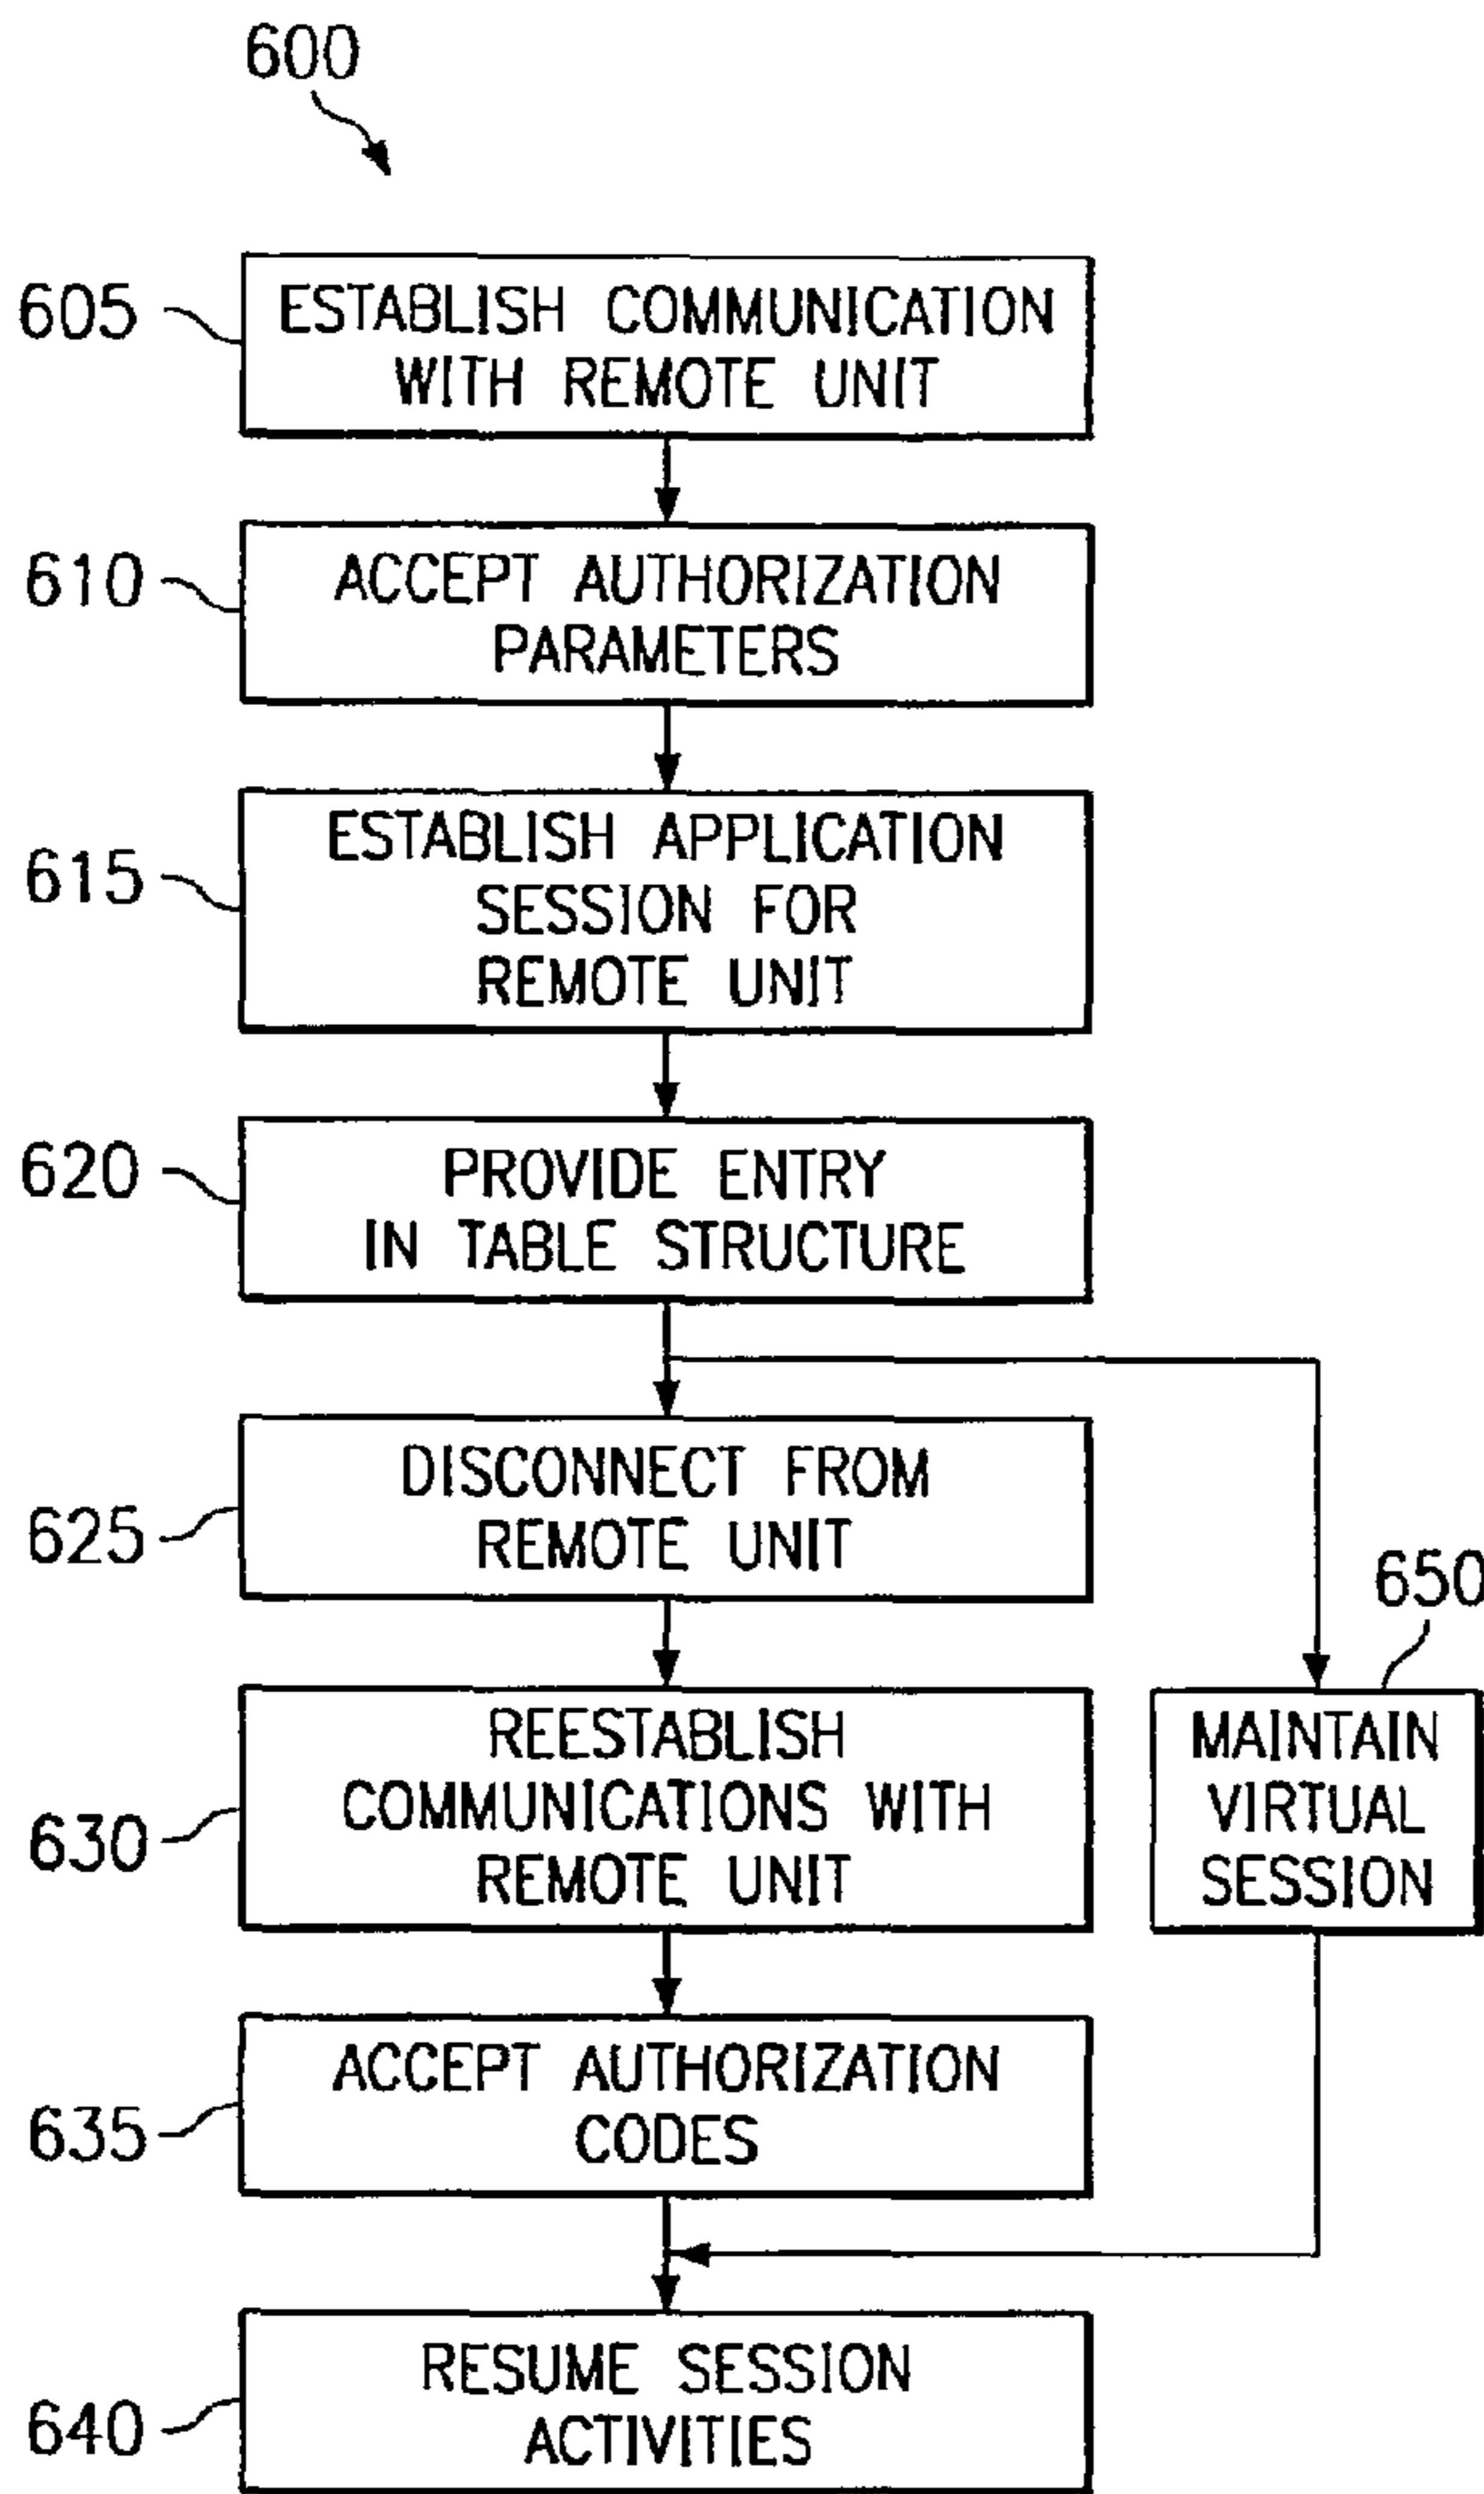 600
605
ESTABLISH COMMUNICATION
WITH REMOTE UNIT
610
ACCEPT AUTHORIZATION
PARAMETERS
615
ESTABLISH APPLICATION
SESSION FOR
REMOTE UNIT
620
PROVIDE ENTRY
IN TABLE STRUCTURE
625
DISCONNECT FROM
REMOTE UNIT
630
REESTABLISH
COMMUNICATIONS WITH
REMOTE UNIT
650
MAINTAIN
VIRTUAL
SESSION
635
ACCEPT AUTHORIZATION
CODES
640
RESUME SESSION
ACTIVITIES